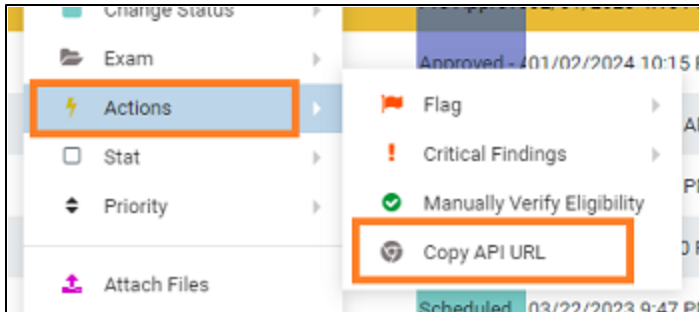 Change Status
Exam
Approved - 01/02/2024 10:15
Actions
Flag
Stat
Critical Findings
Priority
Manually Verify Eligibility
Copy API URL
Attach Files
Scheduled 03/22/2023 9:47